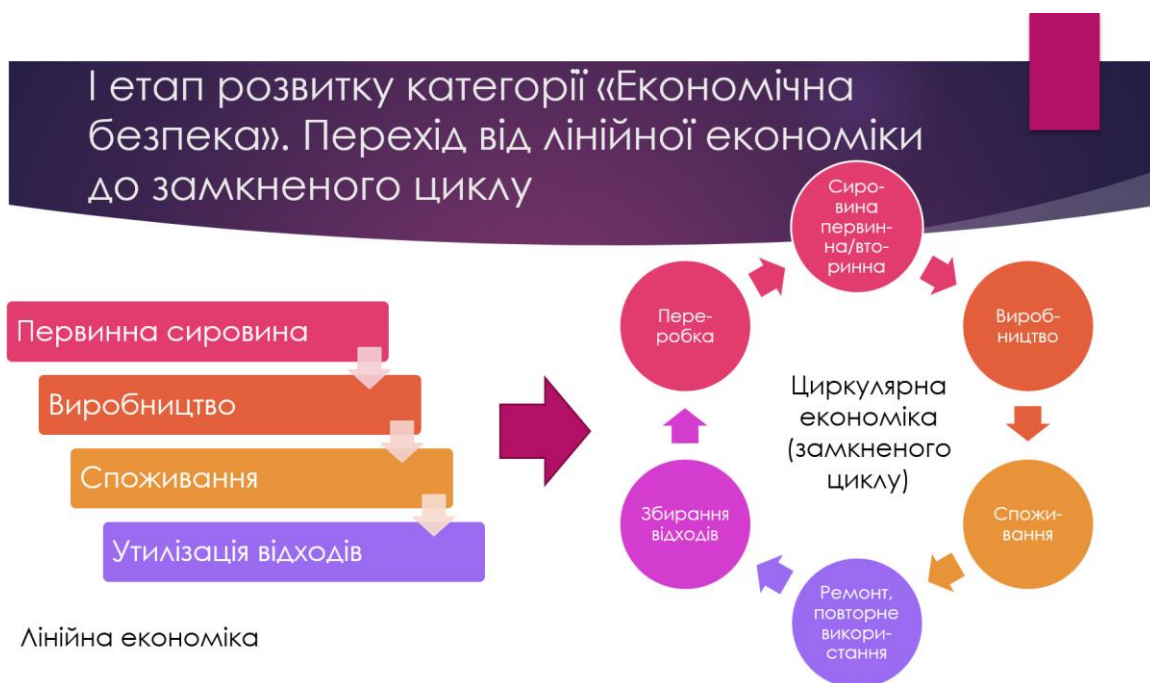 І етап розвитку категорії «Економічна
безпека». Перехід від лінійної економіки
до замкненого циклу
Первинна сировина
Виробництво
Споживання
Утилізація відходів
Лінійна економіка
Сиро-
вина
первин-
на/вто-
ринна
Вироб-
ництво
Спожи-
вання
Ремонт,
повторне
викори-
стання
Збирання
відходів
Пере-
робка
Циркулярна
економіка
(замкненого
циклу)